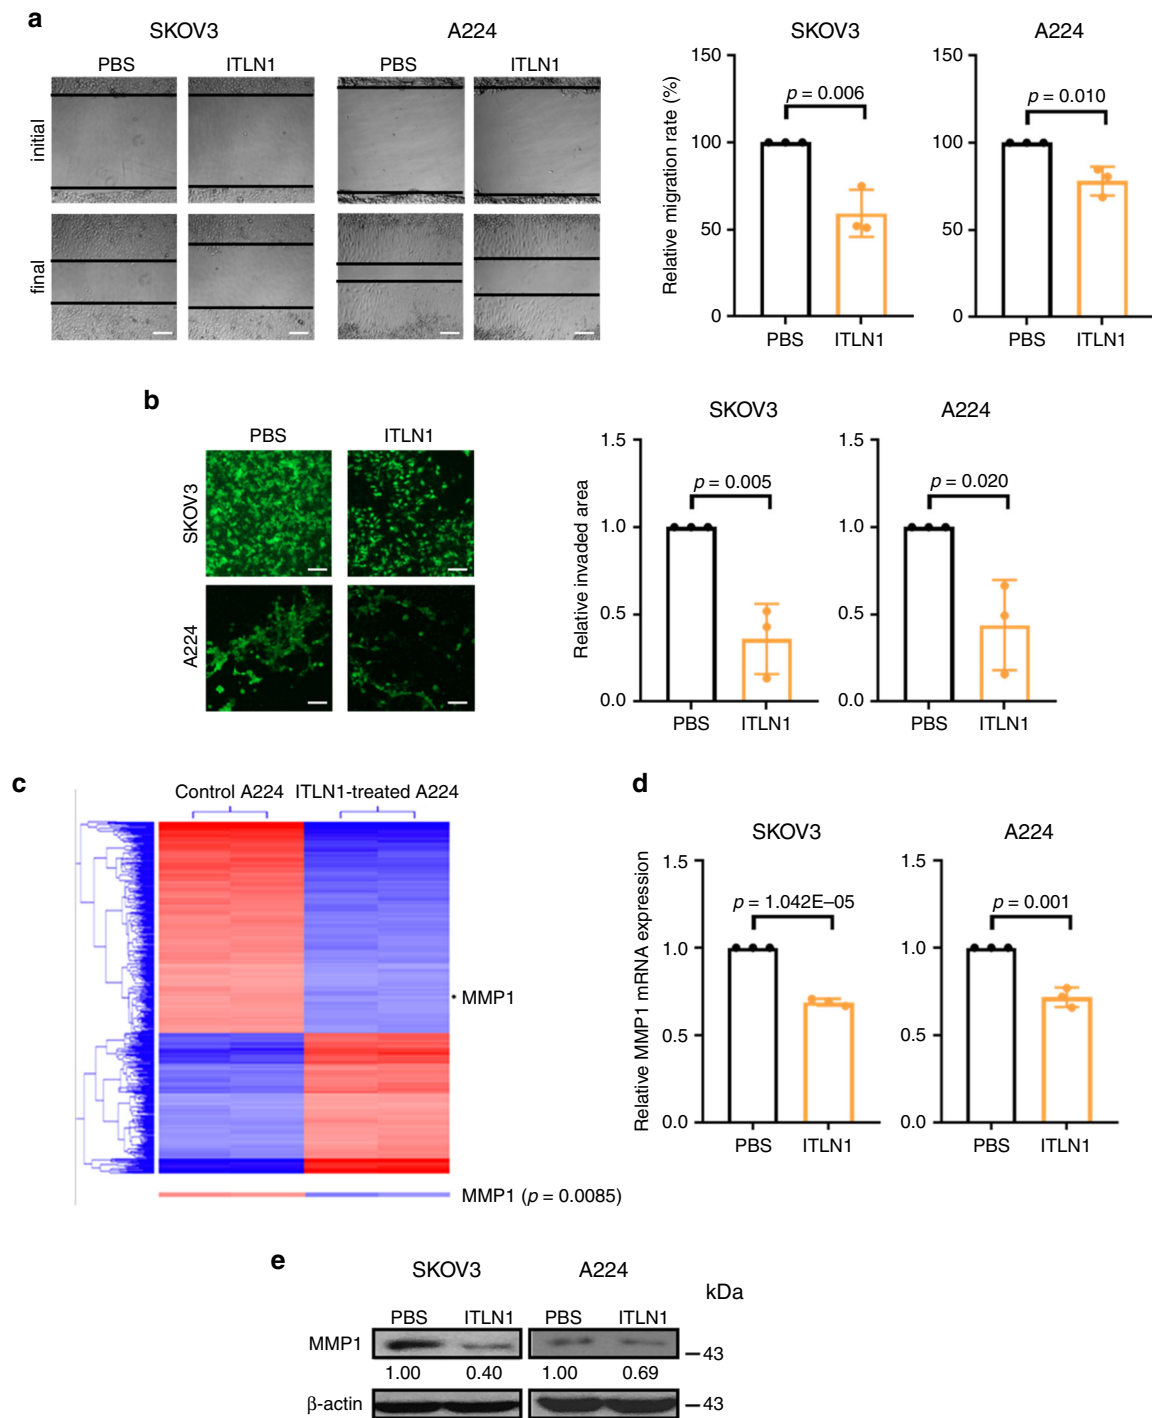 a
SKOV3
A224
PBS
ITLN1
PBS
ITLN1
initial
final
SKOV3
Relative migration rate (%)
150
100
50
0
p = 0.006
PBS
ITLN1
A224
150
100
50
0
p = 0.010
PBS
ITLN1
b
PBS
ITLN1
SKOV3
A224
SKOV3
Relative invaded area
1.5
1.0
0.5
0.0
p = 0.005
PBS
ITLN1
A224
1.5
1.0
0.5
0.0
p = 0.020
PBS
ITLN1
c
Control A224
ITLN1-treated A224
MMP1
MMP1 (p = 0.0085)
d
SKOV3
Relative MMP1 mRNA expression
1.5
1.0
0.5
0.0
p = 1.042E–05
PBS
ITLN1
A224
1.5
1.0
0.5
0.0
p = 0.001
PBS
ITLN1
e
SKOV3
A224
kDa
PBS
ITLN1
PBS
ITLN1
MMP1
43
1.00
0.40
1.00
0.69
β-actin
43